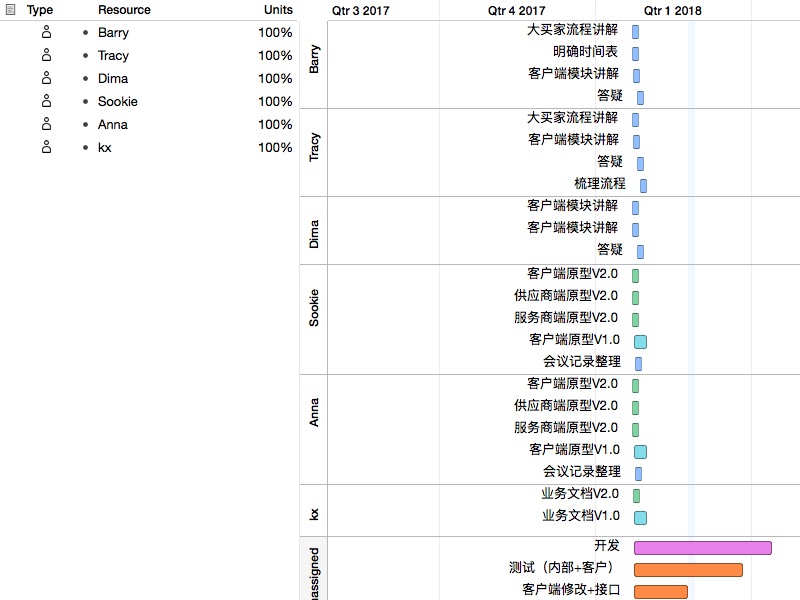 Type Resource Units Qtr 3 2017 Qtr 4 2017 Qtr 1 2018
Barry 100%
Tracy 100%
Dima 100%
Sookie 100%
Anna 100%
kx 100%
Barry
大买家流程讲解
明确时间表
客户端模块讲解
答疑
Tracy
大买家流程讲解
客户端模块讲解
答疑
梳理流程
Dima
客户端模块讲解
客户端模块讲解
答疑
Sookie
客户端原型V2.0
供应商端原型V2.0
服务商端原型V2.0
客户端原型V1.0
会议记录整理
Anna
客户端原型V2.0
供应商端原型V2.0
服务商端原型V2.0
客户端原型V1.0
会议记录整理
kx
业务文档V2.0
业务文档V1.0
assigned
开发
测试（内部+客户）
客户端修改+接口